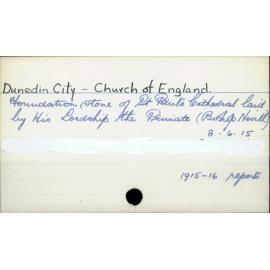 Dunedin City – Church of England.
Foundation stone of St Paul's Cathedral laid
by His Lordship the Primate (Bishop Nevill)
8. 6. 15
1915–16 reports